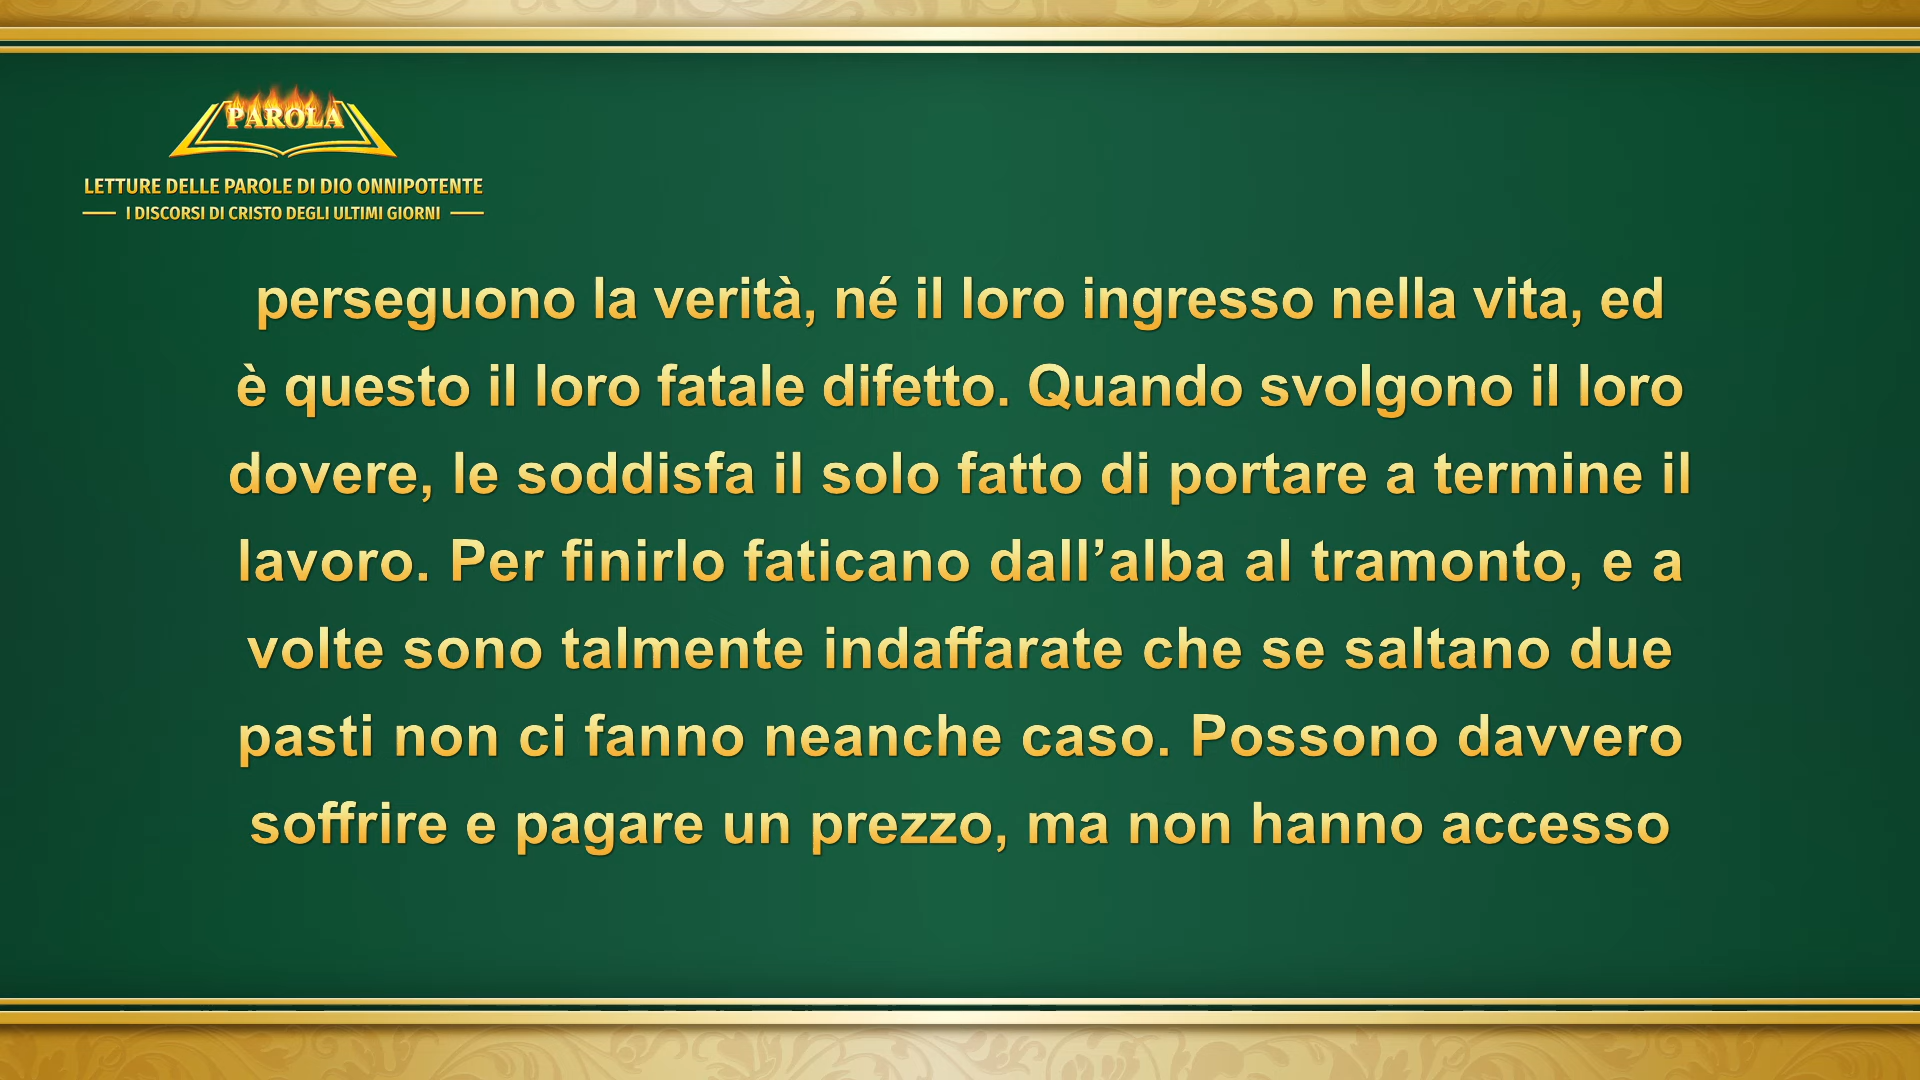 PAROLA
LETTURE DELLE PAROLE DI DIO ONNIPOTENTE
I DISCORSI DI CRISTO DEGLI ULTIMI GIORNI
perseguono la verità, né il loro ingresso nella vita, ed
è questo il loro fatale difetto. Quando svolgono il loro
dovere, le soddisfa il solo fatto di portare a termine il
lavoro. Per finirlo faticano dall’alba al tramonto, e a
volte sono talmente indaffarate che se saltano due
pasti non ci fanno neanche caso. Possono davvero
soffrire e pagare un prezzo, ma non hanno accesso